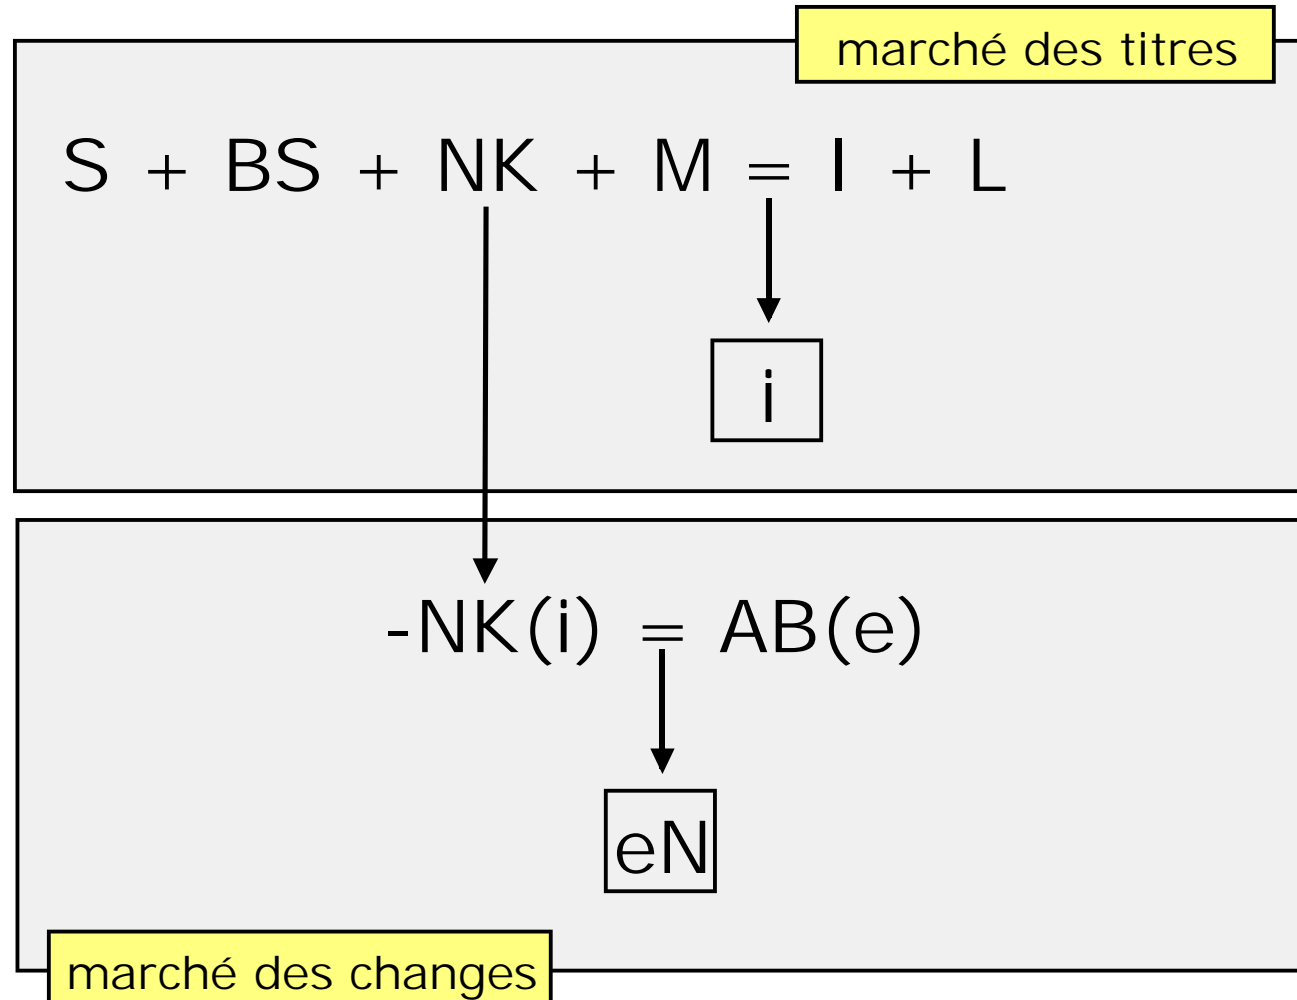 marché des titres
S + BS + NK + M = I + L
i
-NK(i) = AB(e)
eN
marché des changes